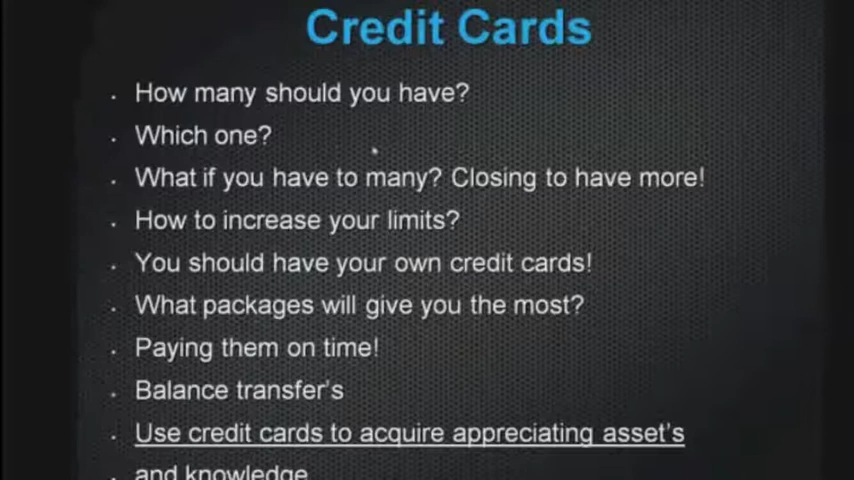 Credit Cards
How many should you have?
Which one?
What if you have to many? Closing to have more!
How to increase your limits?
You should have your own credit cards!
What packages will give you the most?
Paying them on time!
Balance transfer's
Use credit cards to acquire appreciating asset's
and knowledge